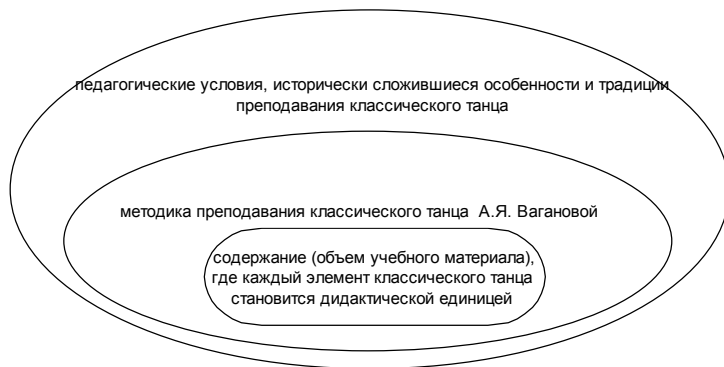 педагогические условия, исторически сложившиеся особенности и традиции
преподавания классического танца
методика преподавания классического танца А.Я. Вагановой
содержание (объем учебного материала),
где каждый элемент классического танца
становится дидактической единицей